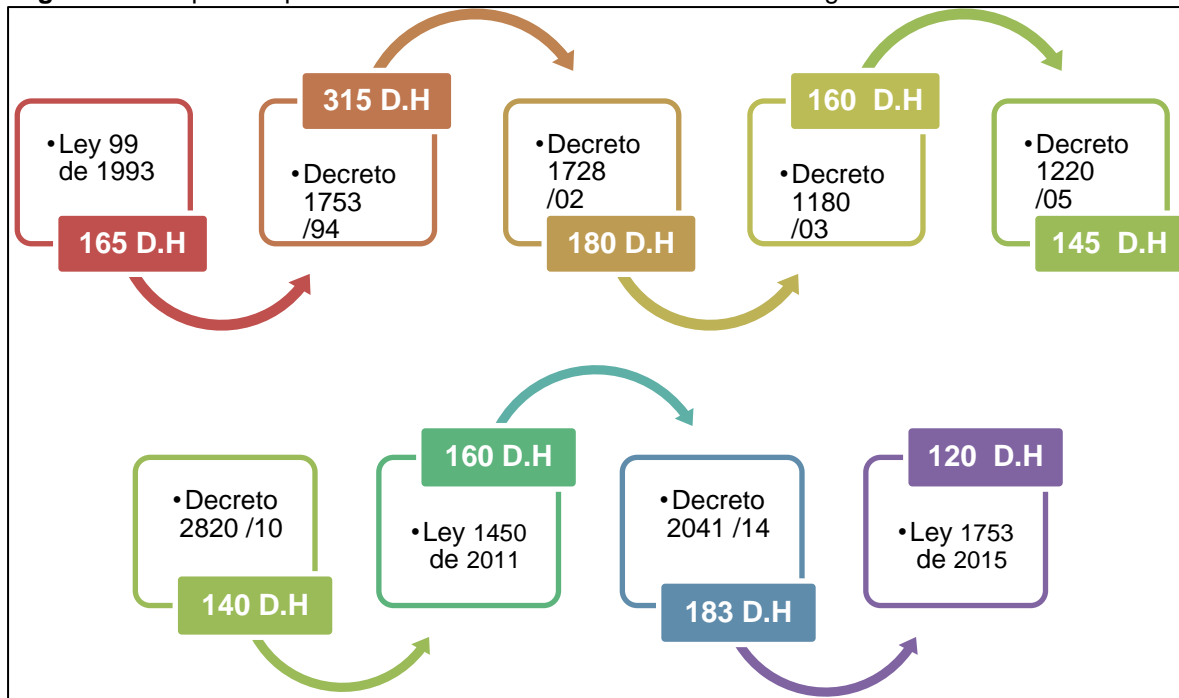 315 D.H
160 D.H
•Ley 99
de 1993
•Decreto
1753
/94
•Decreto
1728
/02
•Decreto
1180
/03
•Decreto
1220
/05
165 D.H
180 D.H
145 D.H
160 D.H
120 D.H
•Decreto
2820 /10
•Ley 1450
de 2011
•Decreto
2041 /14
•Ley 1753
de 2015
140 D.H
183 D.H